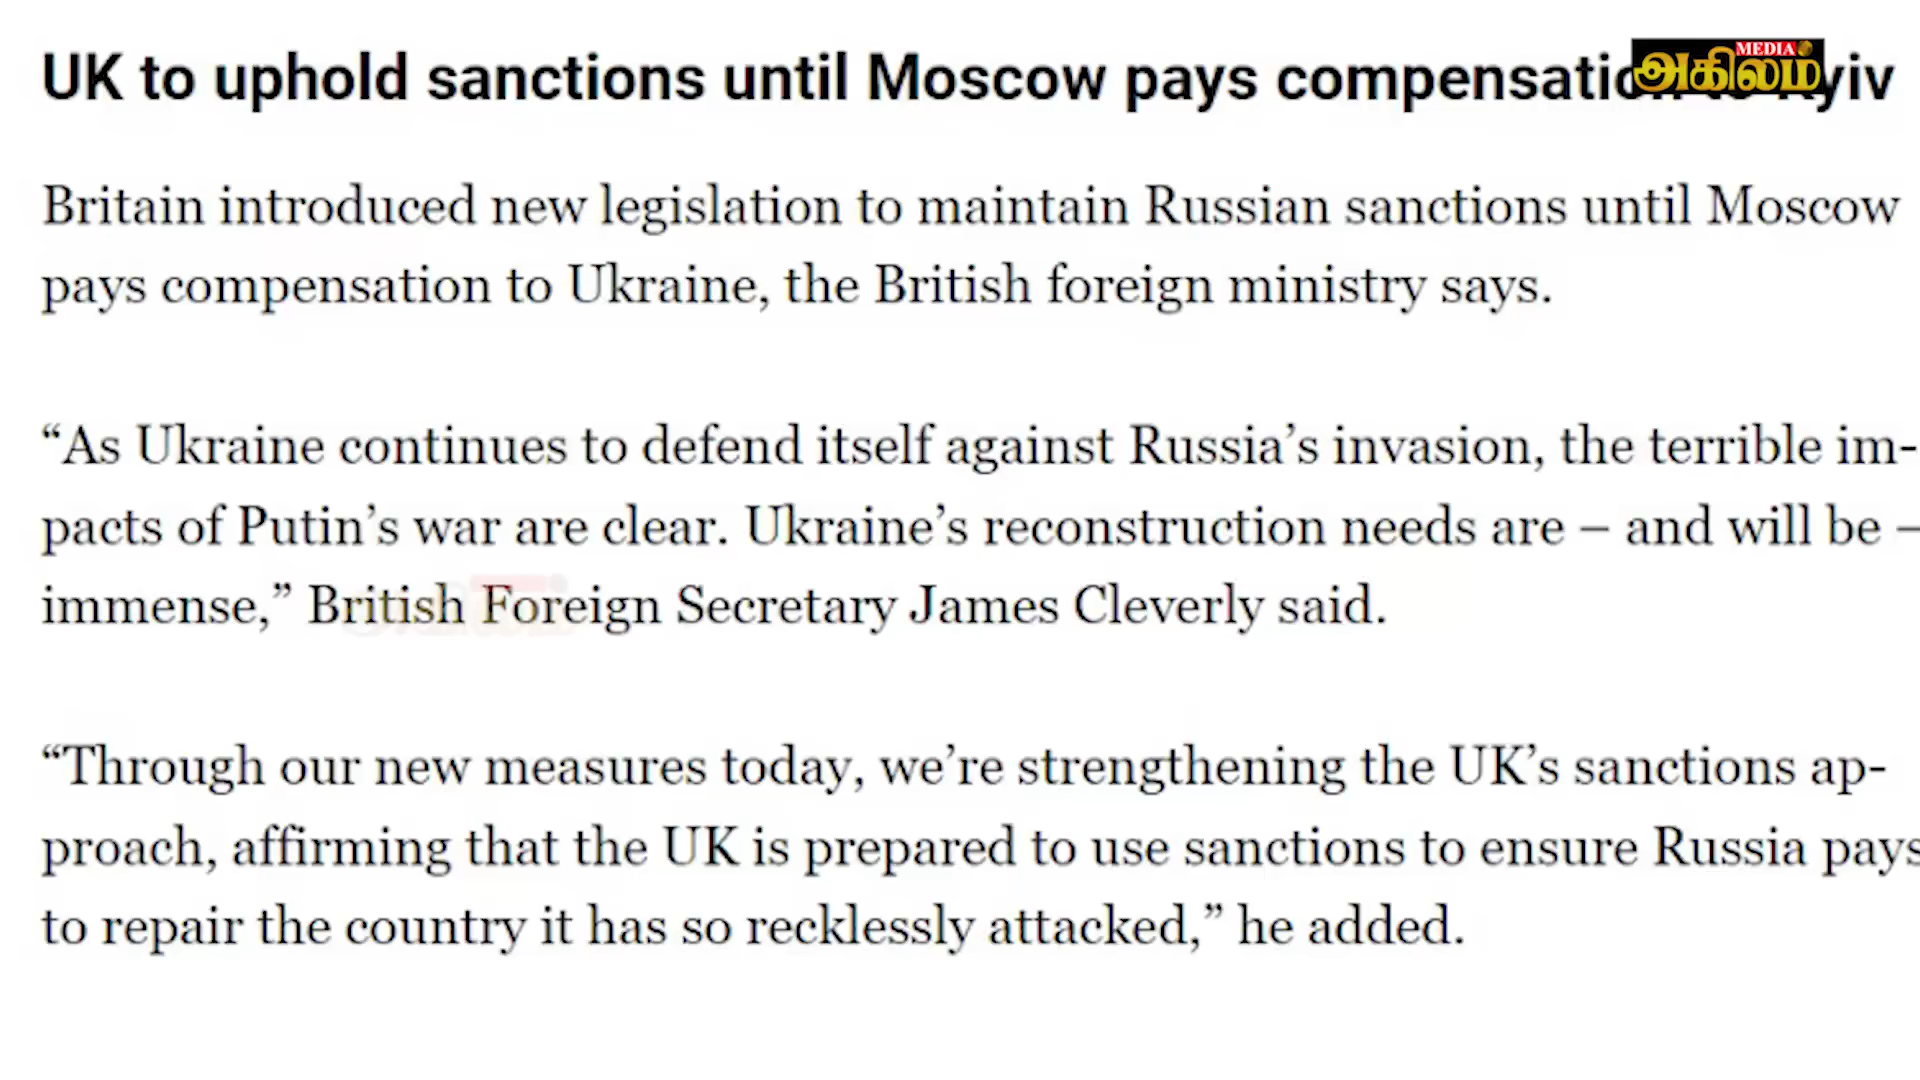 UK to uphold sanctions until Moscow pays compensation to Kyiv
MEDIA
அகிலம்
Britain introduced new legislation to maintain Russian sanctions until Moscow
pays compensation to Ukraine, the British foreign ministry says.
“As Ukraine continues to defend itself against Russia’s invasion, the terrible im-
pacts of Putin’s war are clear. Ukraine’s reconstruction needs are – and will be –
immense,” British Foreign Secretary James Cleverly said.
“Through our new measures today, we’re strengthening the UK’s sanctions ap-
proach, affirming that the UK is prepared to use sanctions to ensure Russia pays
to repair the country it has so recklessly attacked,” he added.